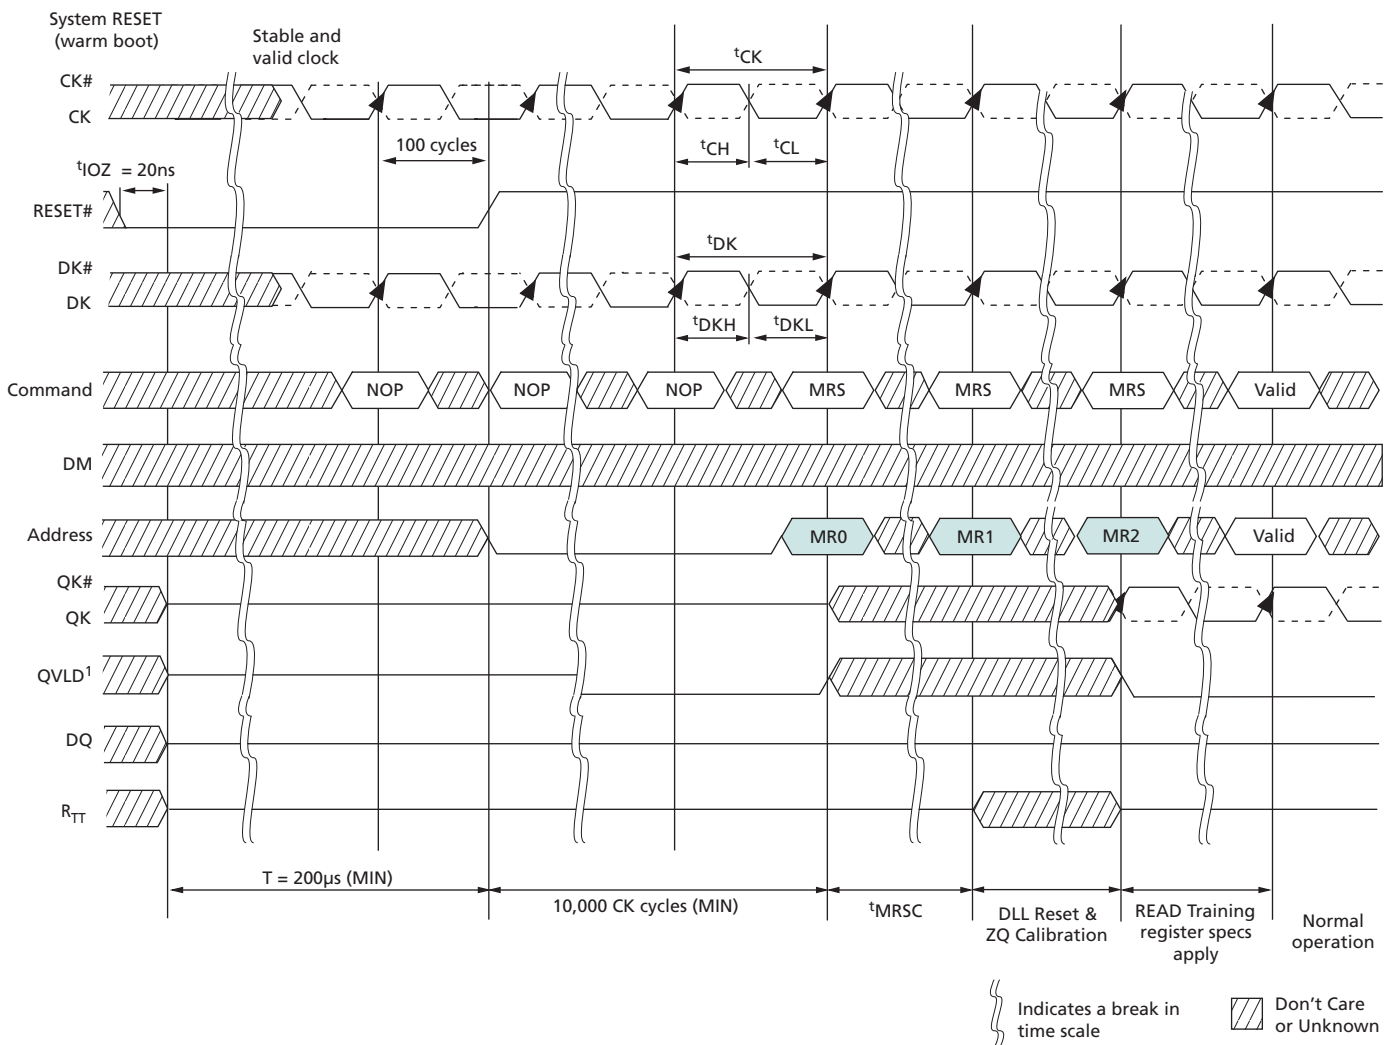 System RESET
(warm boot)
Stable and
valid clock
CK#
CK
tCK
100 cycles
tCH
tCL
tIOZ = 20ns
RESET#
DK#
DK
tDK
tDKH
tDKL
Command
NOP
NOP
NOP
MRS
MRS
MRS
Valid
DM
Address
MR0
MR1
MR2
Valid
QK#
QK
QVLD1
DQ
RTT
T = 200µs (MIN)
10,000 CK cycles (MIN)
tMRSC
DLL Reset &
ZQ Calibration
READ Training
register specs
apply
Normal
operation
Indicates a break in
time scale
Don't Care
or Unknown